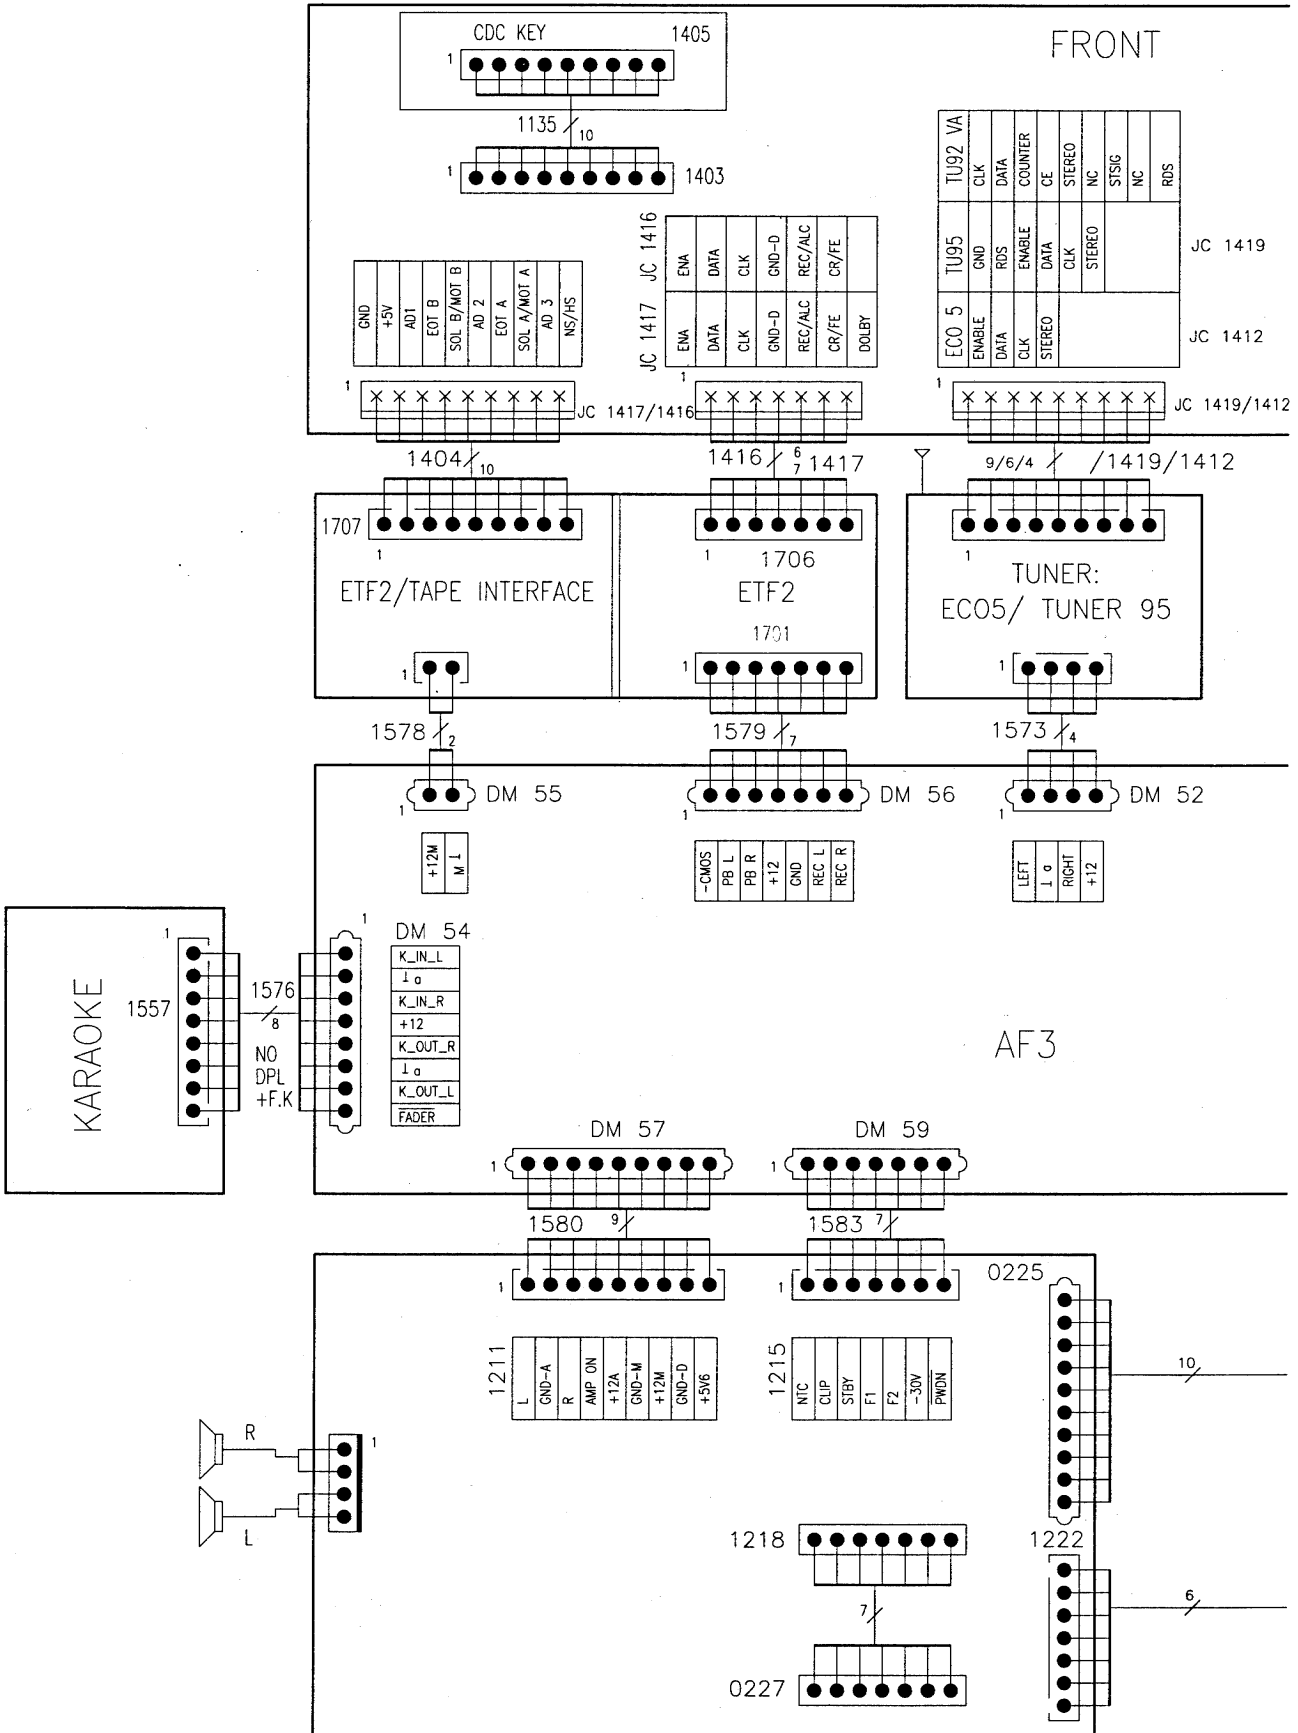 CDC KEY
1405
1
FRONT
1135
10
1
1403
GND
+5V
AD1
EOT B
SOL B/MOT B
AD 2
EOT A
SOL A/MOT A
AD 3
NS/HS
JC 1417
JC 1416
ENA
ENA
DATA
DATA
CLK
CLK
GND-D
GND-D
REC/ALC
REC/ALC
CR/FE
CR/FE
DOLBY
ECO 5
TU95
TU92 VA
ENABLE
GND
CLK
DATA
RDS
DATA
CLK
ENABLE
COUNTER
STEREO
DATA
CE
CLK
STEREO
STEREO
NC
STSIG
NC
RDS
JC 1419
JC 1412
1
JC 1417/1416
1
1
JC 1419/1412
1404
10
1416
6
7
1417
9/6/4
/1419/1412
1707
1
1
1706
1
ETF2/TAPE INTERFACE
ETF2
TUNER:
ECO5/ TUNER 95
1701
1
1
1
1578
2
1579
7
1573
4
1
DM 55
1
DM 56
1
DM 52
+12M
M ⊥
-CMOS
PB L
PB R
+12
GND
REC L
REC R
LEFT
⊥ a
RIGHT
+12
KARAOKE
1
1557
1576
8
NO
DPL
+F.K
1
DM 54
K_IN_L
⊥ a
K_IN_R
+12
K_OUT_R
⊥ a
K_OUT_L
FADER
AF3
DM 57
1
DM 59
1
1580
9
1583
7
1
1
0225
1211
L
GND-A
R
AMP ON
+12A
GND-M
+12M
GND-D
+5V6
1215
NTC
CLIP
STBY
F1
F2
-30V
PWDN
10
R
1
L
1218
1222
7
6
0227